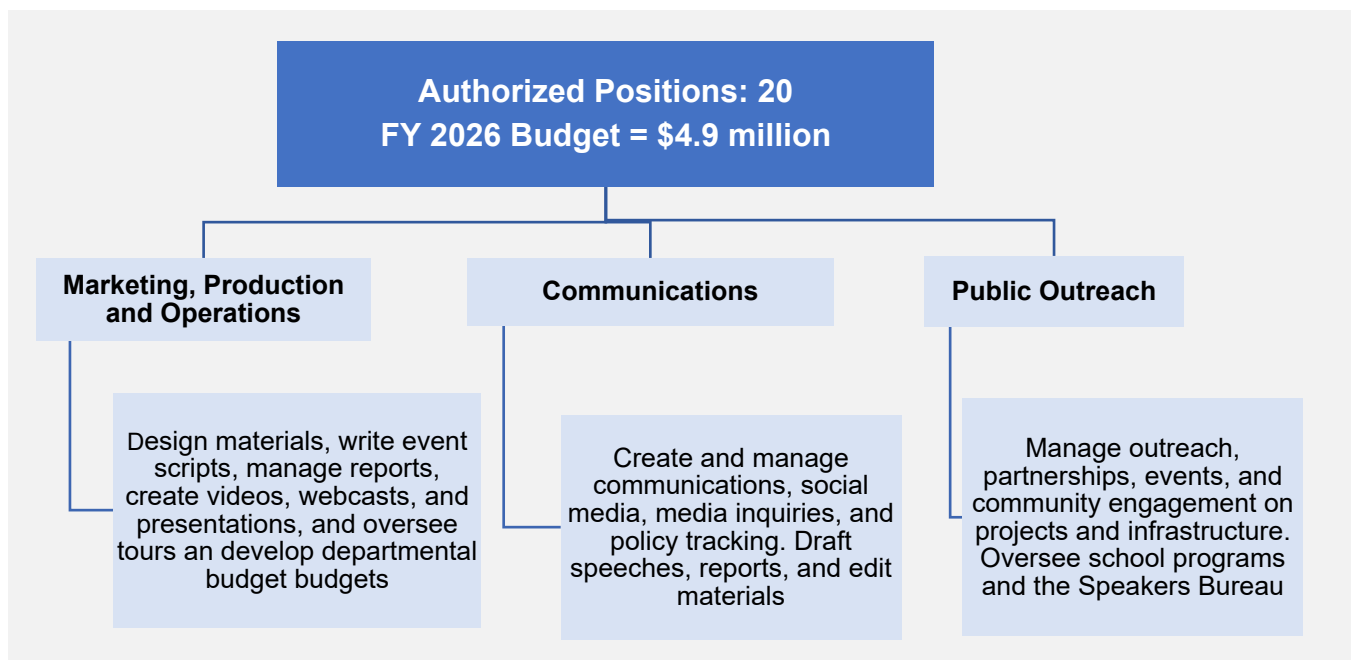 Authorized Positions: 20
FY 2026 Budget = $4.9 million
Marketing, Production
and Operations
Design materials, write event
scripts, manage reports,
create videos, webcasts, and
presentations, and oversee
tours an develop departmental
budget budgets
Communications
Create and manage
communications, social
media, media inquiries, and
policy tracking. Draft
speeches, reports, and edit
materials
Public Outreach
Manage outreach,
partnerships, events, and
community engagement on
projects and infrastructure.
Oversee school programs
and the Speakers Bureau